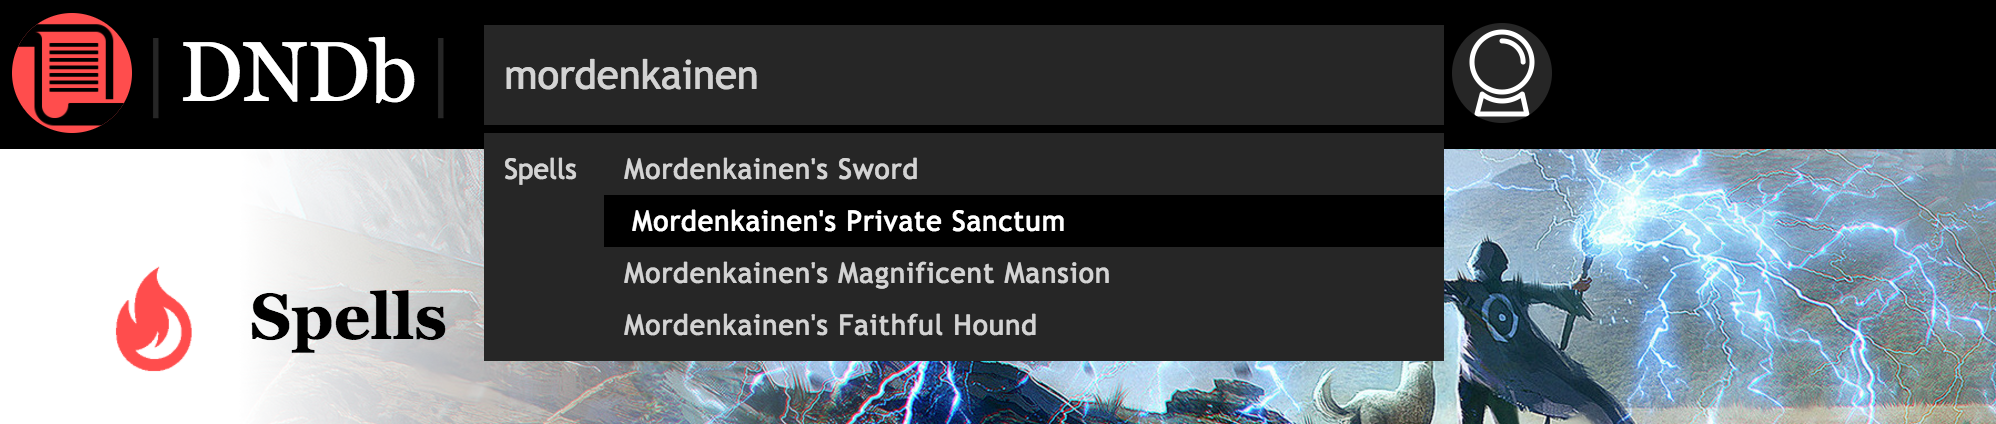 DNDb
mordenkainen
Spells
Mordenkainen's Sword
Mordenkainen's Private Sanctum
Mordenkainen's Magnificent Mansion
Mordenkainen's Faithful Hound
Spells